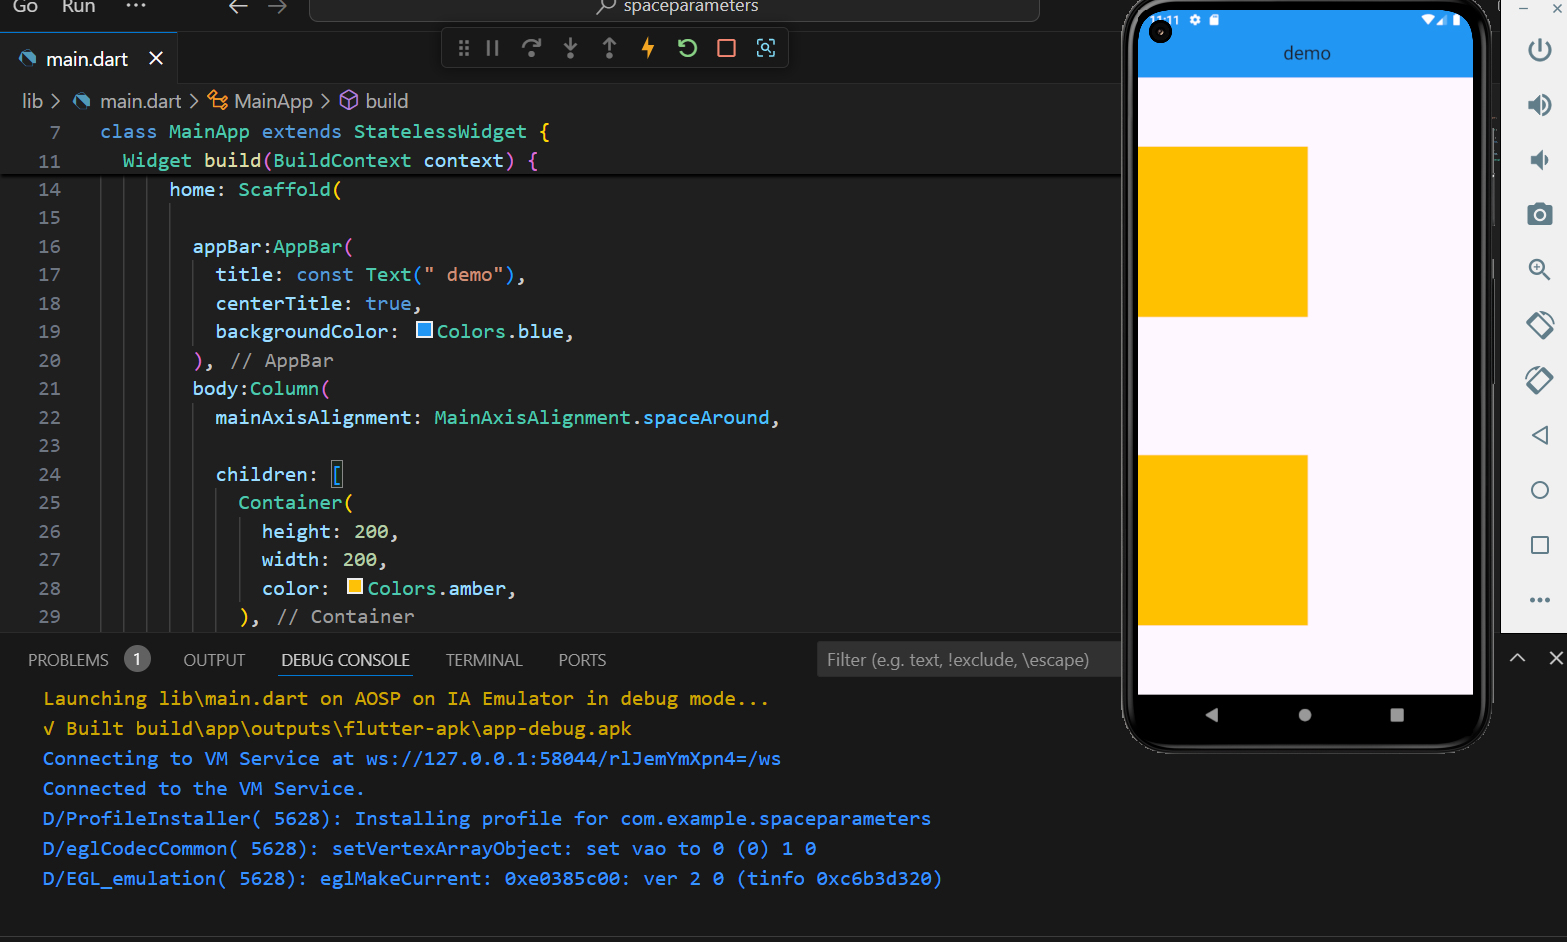 Go Run ···
spaceparameters
main.dart
lib > main.dart > MainApp > build
7 class MainApp extends StatelessWidget {
11 Widget build(BuildContext context) {
14 home: Scaffold(
15
16 appBar:AppBar(
17 title: const Text(" demo"),
18 centerTitle: true,
19 backgroundColor: Colors.blue,
20 ), // AppBar
21 body:Column(
22 mainAxisAlignment: MainAxisAlignment.spaceAround,
23
24 children: [
25 Container(
26 height: 200,
27 width: 200,
28 color: Colors.amber,
29 ), // Container
PROBLEMS 1 OUTPUT DEBUG CONSOLE TERMINAL PORTS Filter (e.g. text, !exclude, \escape)
Launching lib\main.dart on AOSP on IA Emulator in debug mode...
√ Built build\app\outputs\flutter-apk\app-debug.apk
Connecting to VM Service at ws://127.0.0.1:58044/rlJemYmXpn4=/ws
Connected to the VM Service.
D/ProfileInstaller( 5628): Installing profile for com.example.spaceparameters
D/eglCodecCommon( 5628): setVertexArrayObject: set vao to 0 (0) 1 0
D/EGL_emulation( 5628): eglMakeCurrent: 0xe0385c00: ver 2 0 (tinfo 0xc6b3d320)
11:11
demo